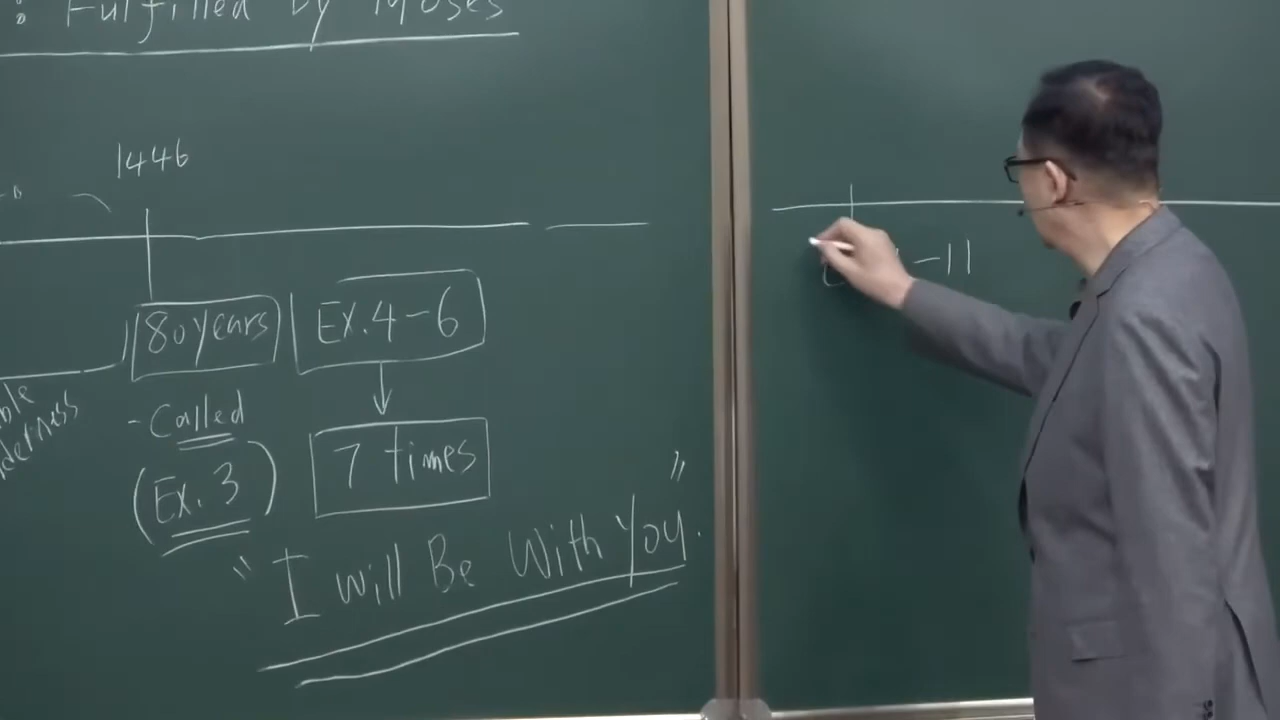 : Fulfilled by Moses
1446
80 years
EX. 4-6
- Called
(Ex. 3)
7 times
"I will Be With You."
-11